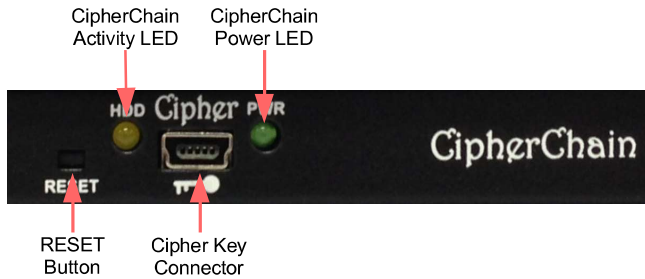 CipherChain
Activity LED
CipherChain
Power LED
HDD
Cipher
PWR
CipherChain
RESET
RESET
Button
Cipher Key
Connector